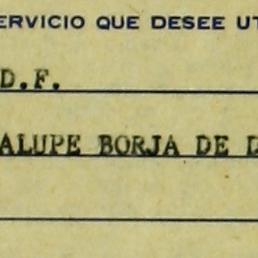 ERVICIO QUE DESEE UT
D.F.
ALUPE BORJA DE D